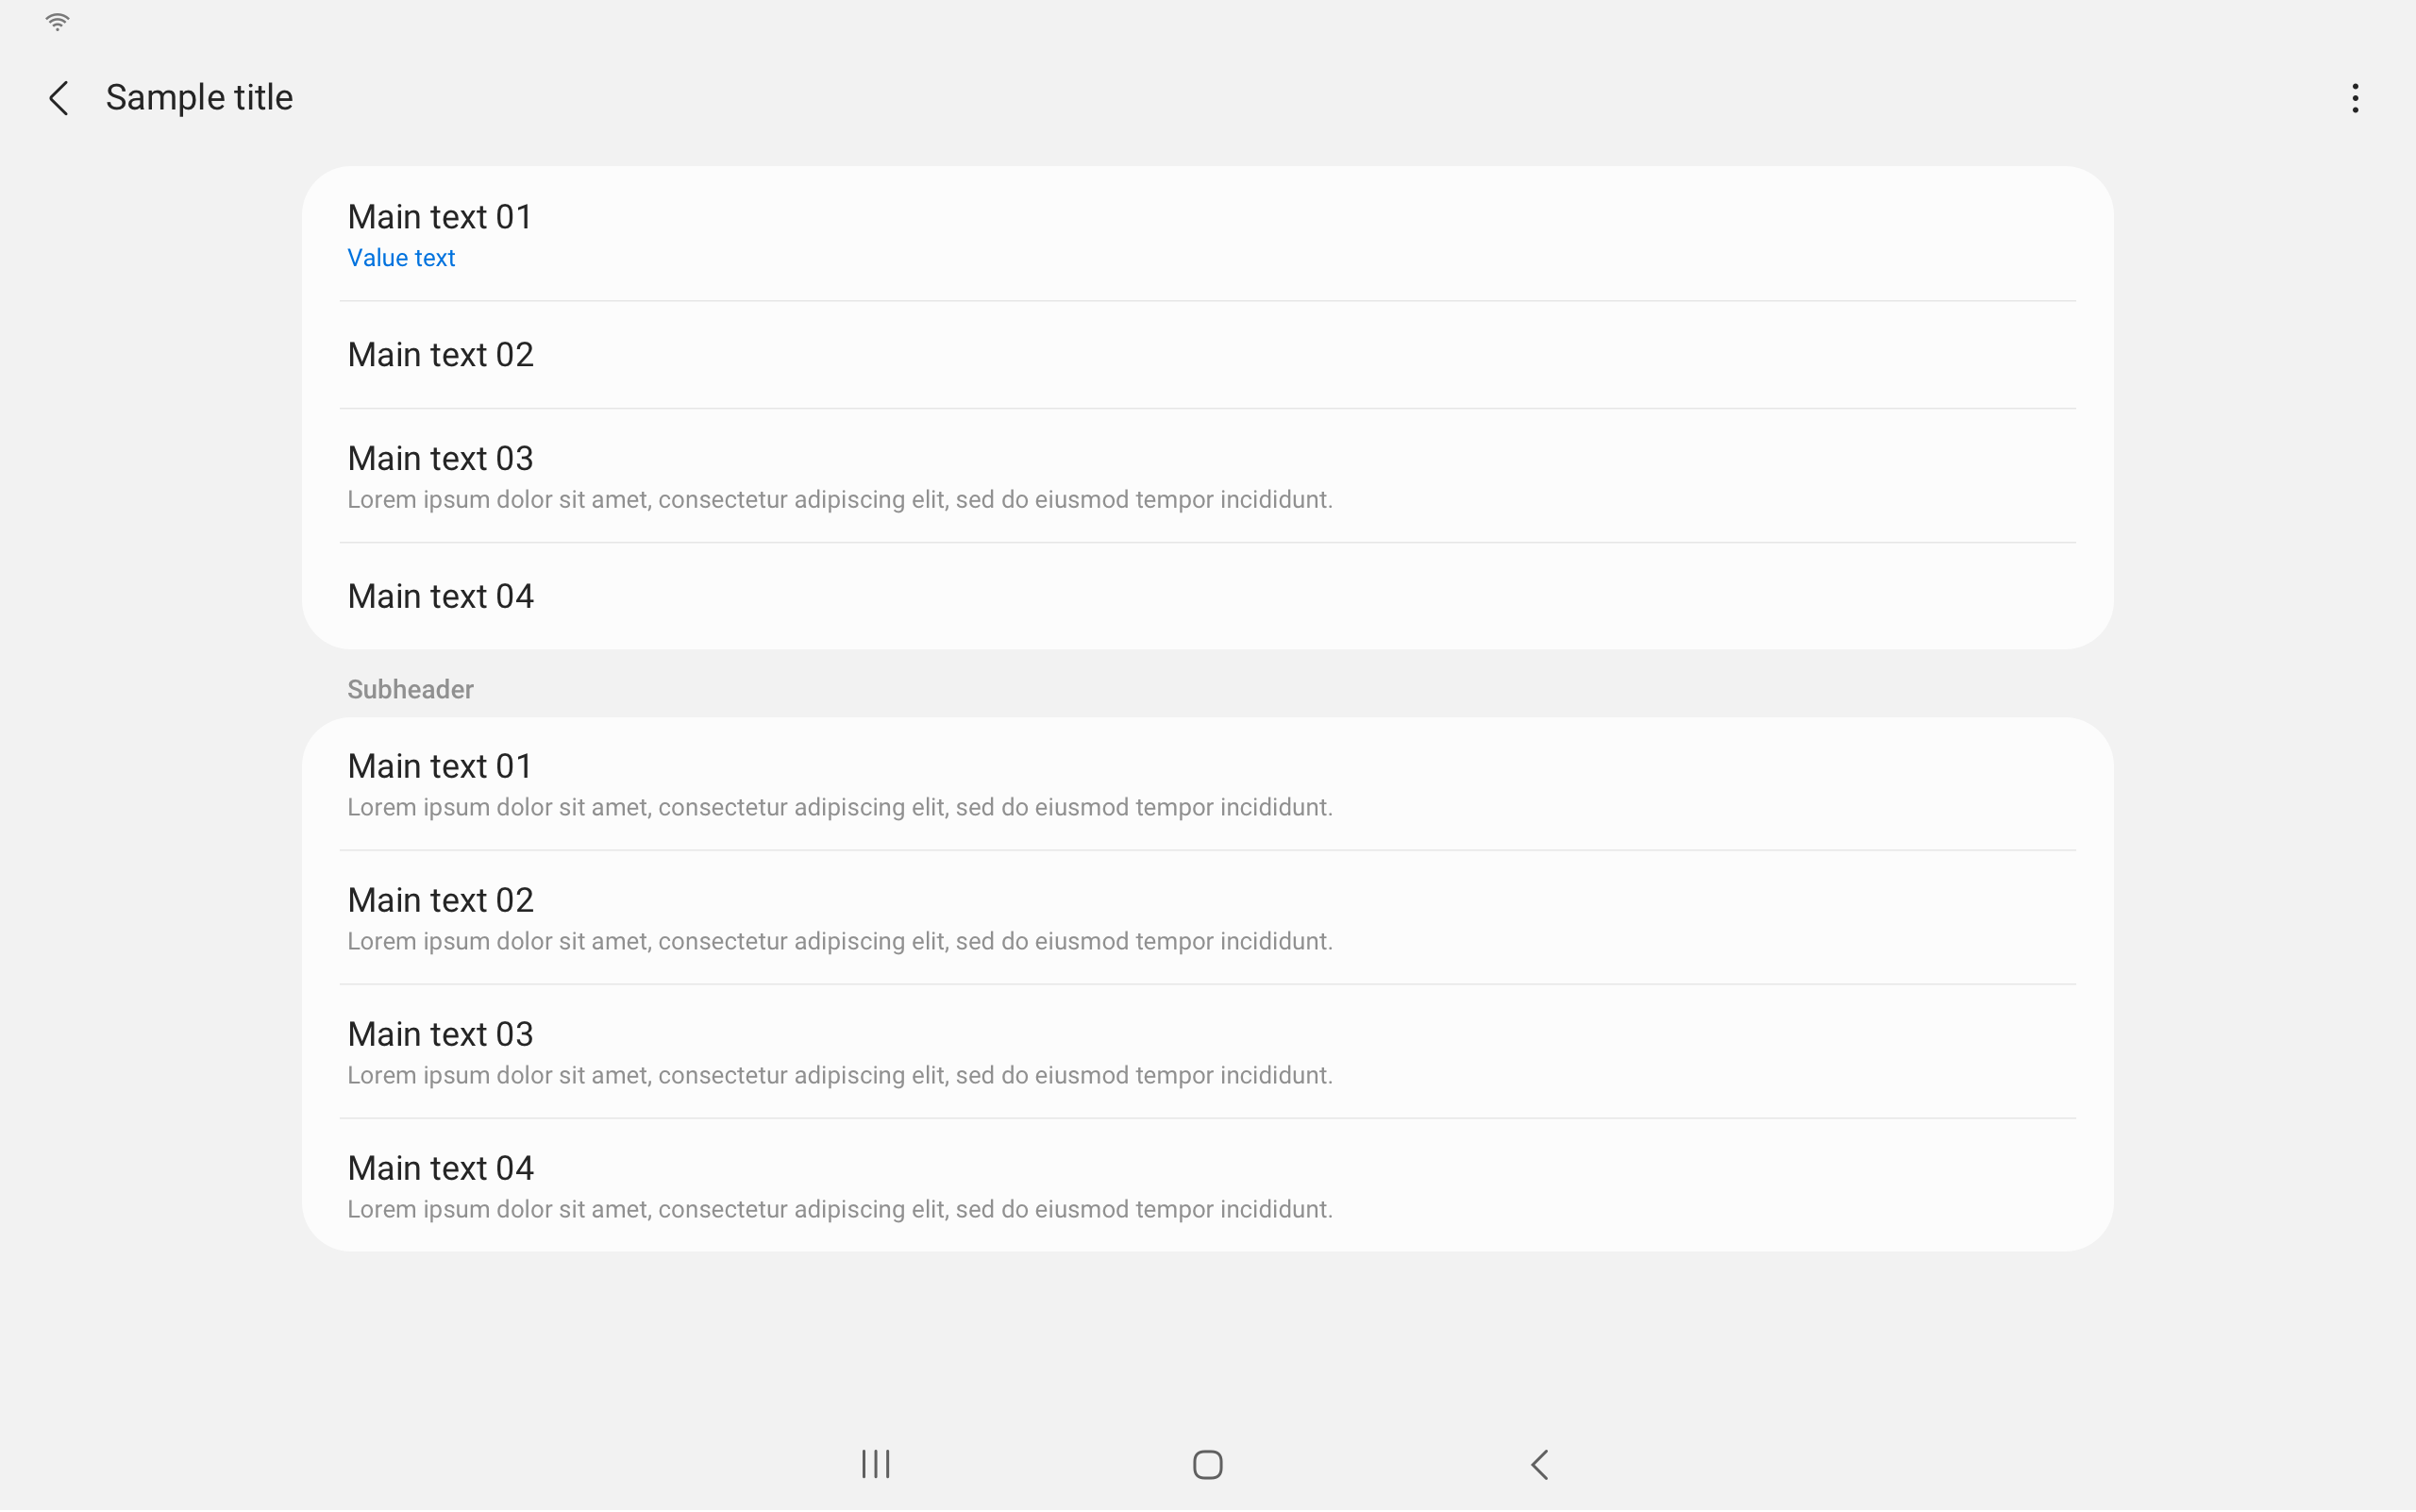 Sample title
Main text 01
Value text
Main text 02
Main text 03
Lorem ipsum dolor sit amet, consectetur adipiscing elit, sed do eiusmod tempor incididunt.
Main text 04
Subheader
Main text 01
Lorem ipsum dolor sit amet, consectetur adipiscing elit, sed do eiusmod tempor incididunt.
Main text 02
Lorem ipsum dolor sit amet, consectetur adipiscing elit, sed do eiusmod tempor incididunt.
Main text 03
Lorem ipsum dolor sit amet, consectetur adipiscing elit, sed do eiusmod tempor incididunt.
Main text 04
Lorem ipsum dolor sit amet, consectetur adipiscing elit, sed do eiusmod tempor incididunt.